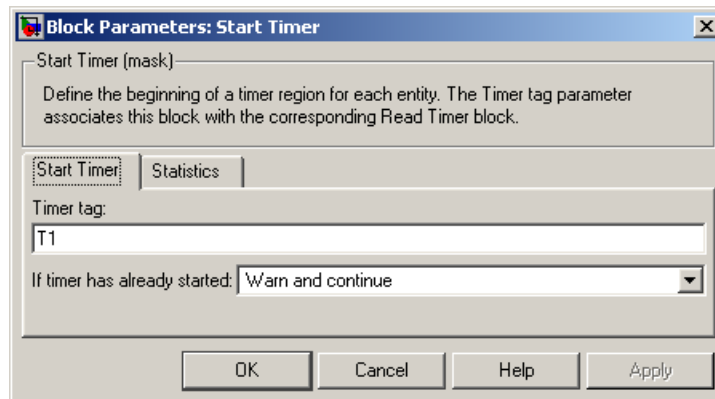 Block Parameters: Start Timer
Start Timer (mask)
Define the beginning of a timer region for each entity. The Timer tag parameter
associates this block with the corresponding Read Timer block.
Start Timer Statistics
Timer tag:
T1
If timer has already started: Warn and continue
OK Cancel Help Apply